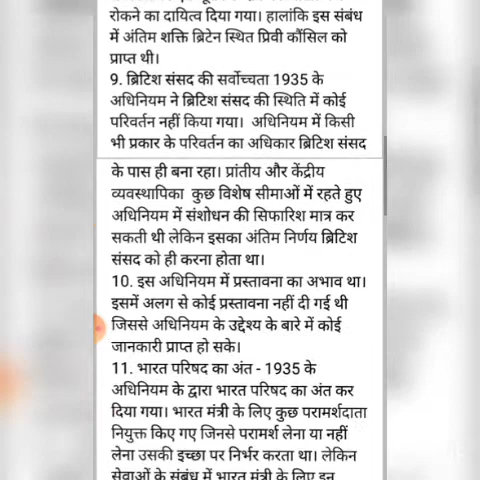 रोकने का दायित्व दिया गया। हालांकि इस संबंध
में अंतिम शक्ति ब्रिटेन स्थित प्रिवी कौंसिल को
प्राप्त थी।
9. ब्रिटिश संसद की सर्वोच्चता 1935 के
अधिनियम ने ब्रिटिश संसद की स्थिति में कोई
परिवर्तन नहीं किया गया। अधिनियम में किसी
भी प्रकार के परिवर्तन का अधिकार ब्रिटिश संसद
के पास ही बना रहा। प्रांतीय और केंद्रीय
व्यवस्थापिका कुछ विशेष सीमाओं में रहते हुए
अधिनियम में संशोधन की सिफारिश मात्र कर
सकती थी लेकिन इसका अंतिम निर्णय ब्रिटिश
संसद को ही करना होता था।
10. इस अधिनियम में प्रस्तावना का अभाव था।
इसमें अलग से कोई प्रस्तावना नहीं दी गई थी
जिससे अधिनियम के उद्देश्य के बारे में कोई
जानकारी प्राप्त हो सके।
11. भारत परिषद का अंत - 1935 के
अधिनियम के द्वारा भारत परिषद का अंत कर
दिया गया। भारत मंत्री के लिए कुछ परामर्शदाता
नियुक्त किए गए जिनसे परामर्श लेना या नहीं
लेना उसकी इच्छा पर निर्भर करता था। लेकिन
सेवाओं के संबंध में भारत मंत्री के लिए इन